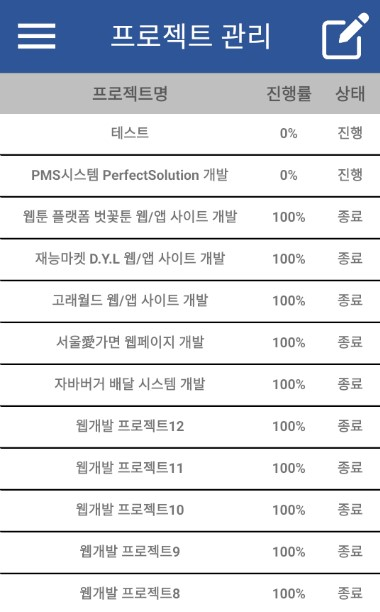 프로젝트 관리
프로젝트명 진행률 상태
테스트 0% 진행
PMS시스템 PerfectSolution 개발 0% 진행
웹툰 플랫폼 벗꽃툰 웹/앱 사이트 개발 100% 종료
재능마켓 D.Y.L 웹/앱 사이트 개발 100% 종료
고래월드 웹/앱 사이트 개발 100% 종료
서울愛가면 웹페이지 개발 100% 종료
자바버거 배달 시스템 개발 100% 종료
웹개발 프로젝트12 100% 종료
웹개발 프로젝트11 100% 종료
웹개발 프로젝트10 100% 종료
웹개발 프로젝트9 100% 종료
웹개발 프로젝트8 100% 종료